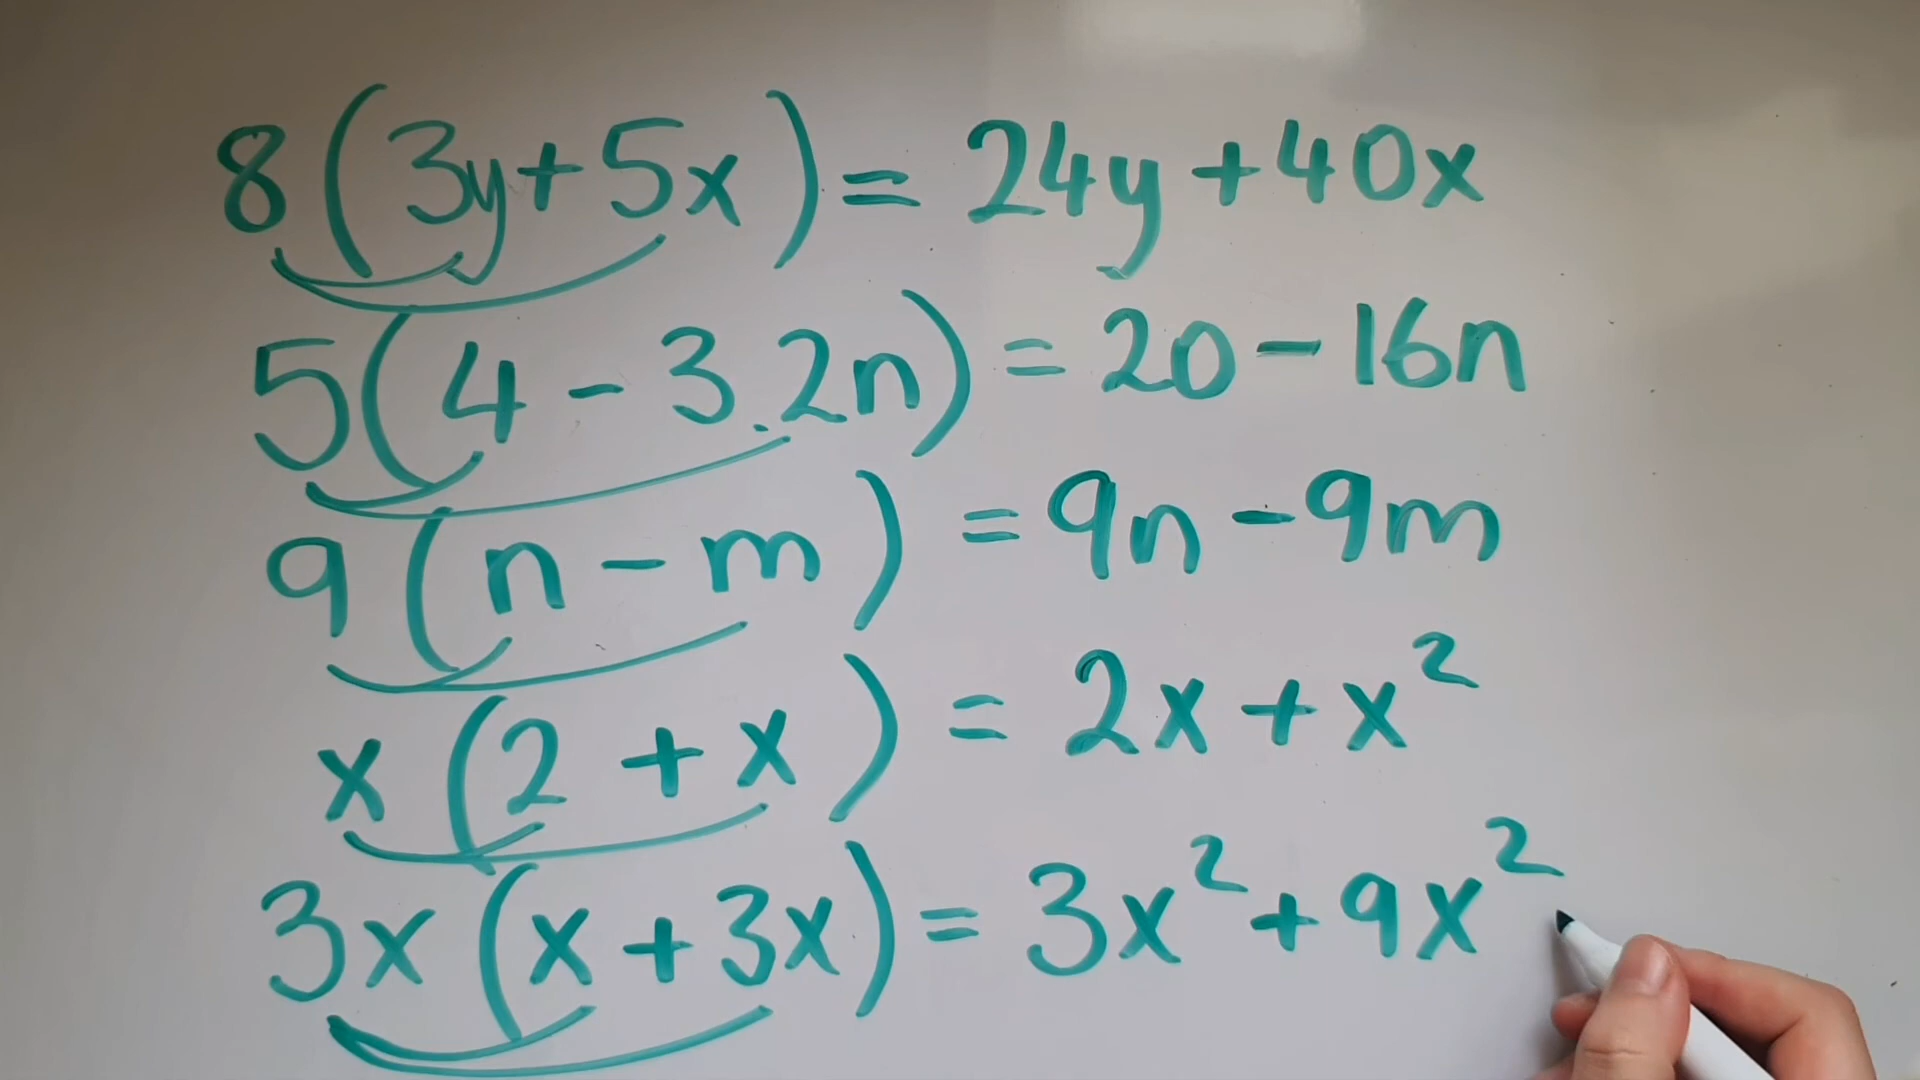 8(3y+5x)=24y+40x
5(4-3.2n)=20-16n
9(n-m)=9n-9m
x(2+x)=2x+x²
3x(x+3x)=3x²+9x²